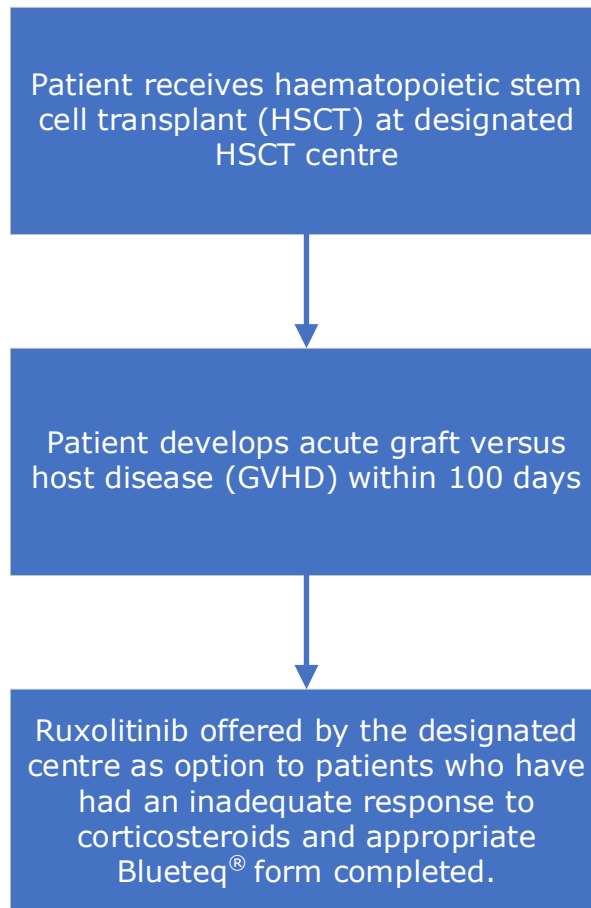 Patient receives haematopoietic stem
cell transplant (HSCT) at designated
HSCT centre
Patient develops acute graft versus
host disease (GVHD) within 100 days
Ruxolitinib offered by the designated
centre as option to patients who have
had an inadequate response to
corticosteroids and appropriate
Blueteq® form completed.